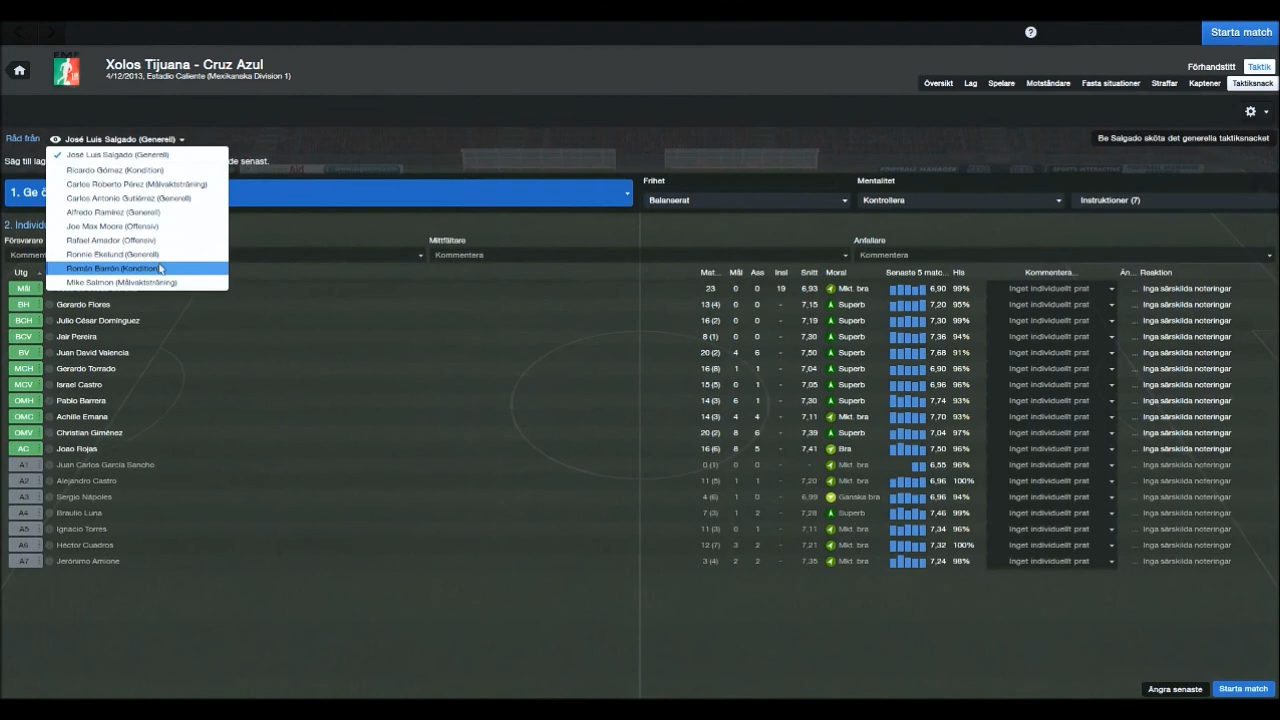 Starta match
Xolos Tijuana - Cruz Azul
4/12/2013, Estadio Caliente (Mexikanska Division 1)
Förhandstitt Taktik
Översikt Lag Spelare Motståndare Fasta situationer Straffar Kaptener Taktiksnack
Råd från José Luis Salgado (Generell) Be Salgado sköta det generella taktiksnacket
José Luis Salgado (Generell)
Ricardo Gómez (Kondition)
Carlos Roberto Pérez (Målvaktsträning)
Carlos Antonio Gutiérrez (Generell)
Alfredo Ramírez (Generell)
Joe Max Moore (Offensiv)
Rafael Amador (Offensiv)
Ronnie Ekelund (Generell)
Román Barrón (Kondition)
Mike Salmon (Målvaktsträning)
Säg till lag de senast.
1. Ge
Frihet Mentalitet
Balanserat Kontrollera Instruktioner (7)
2. Individ
Försvarare Mittfältare Anfallare
Kommen Kommentera Kommentera
Utg Mat... Mål Ass Insl Snitt Moral Senaste 5 matc... Hls Kommentera... Än... Reaktion
Mål 23 0 0 19 6,93 Mkt. bra 6,90 99% Inget individuellt prat ... Inga särskilda noteringar
BH Gerardo Flores 13 (4) 0 0 - 7,15 Superb 7,20 95% Inget individuellt prat ... Inga särskilda noteringar
BCH Julio César Domínguez 16 (2) 0 0 - 7,19 Superb 7,30 99% Inget individuellt prat ... Inga särskilda noteringar
BCV Jair Pereira 8 (1) 0 0 - 7,30 Superb 7,36 94% Inget individuellt prat ... Inga särskilda noteringar
BV Juan David Valencia 20 (2) 4 6 - 7,50 Superb 7,68 91% Inget individuellt prat ... Inga särskilda noteringar
MCH Gerardo Torrado 16 (8) 1 1 - 7,04 Superb 6,90 96% Inget individuellt prat ... Inga särskilda noteringar
MCV Israel Castro 15 (5) 0 1 - 7,05 Superb 6,96 96% Inget individuellt prat ... Inga särskilda noteringar
OMH Pablo Barrera 14 (3) 6 1 - 7,30 Superb 7,74 93% Inget individuellt prat ... Inga särskilda noteringar
OMC Achille Emana 14 (3) 4 4 - 7,11 Mkt. bra 7,70 93% Inget individuellt prat ... Inga särskilda noteringar
OMV Christian Giménez 20 (2) 8 6 - 7,39 Superb 7,04 97% Inget individuellt prat ... Inga särskilda noteringar
AC Joao Rojas 16 (6) 8 5 - 7,41 Bra 7,50 96% Inget individuellt prat ... Inga särskilda noteringar
A1 Juan Carlos García Sancho 0 (1) 0 0 - - Mkt. bra 6,55 96% Inget individuellt prat ... Inga särskilda noteringar
A2 Alejandro Castro 11 (5) 1 1 - 7,20 Mkt. bra 6,96 100% Inget individuellt prat ... Inga särskilda noteringar
A3 Sergio Nápoles 4 (6) 1 0 - 6,99 Ganska bra 6,96 94% Inget individuellt prat ... Inga särskilda noteringar
A4 Braulio Luna 7 (3) 1 2 - 7,28 Superb 7,46 99% Inget individuellt prat ... Inga särskilda noteringar
A5 Ignacio Torres 11 (3) 0 1 - 7,11 Mkt. bra 7,34 96% Inget individuellt prat ... Inga särskilda noteringar
A6 Héctor Cuadros 12 (7) 3 2 - 7,21 Mkt. bra 7,32 100% Inget individuellt prat ... Inga särskilda noteringar
A7 Jerónimo Amione 3 (4) 2 2 - 7,35 Mkt. bra 7,24 98% Inget individuellt prat ... Inga särskilda noteringar
Ångra senaste Starta match